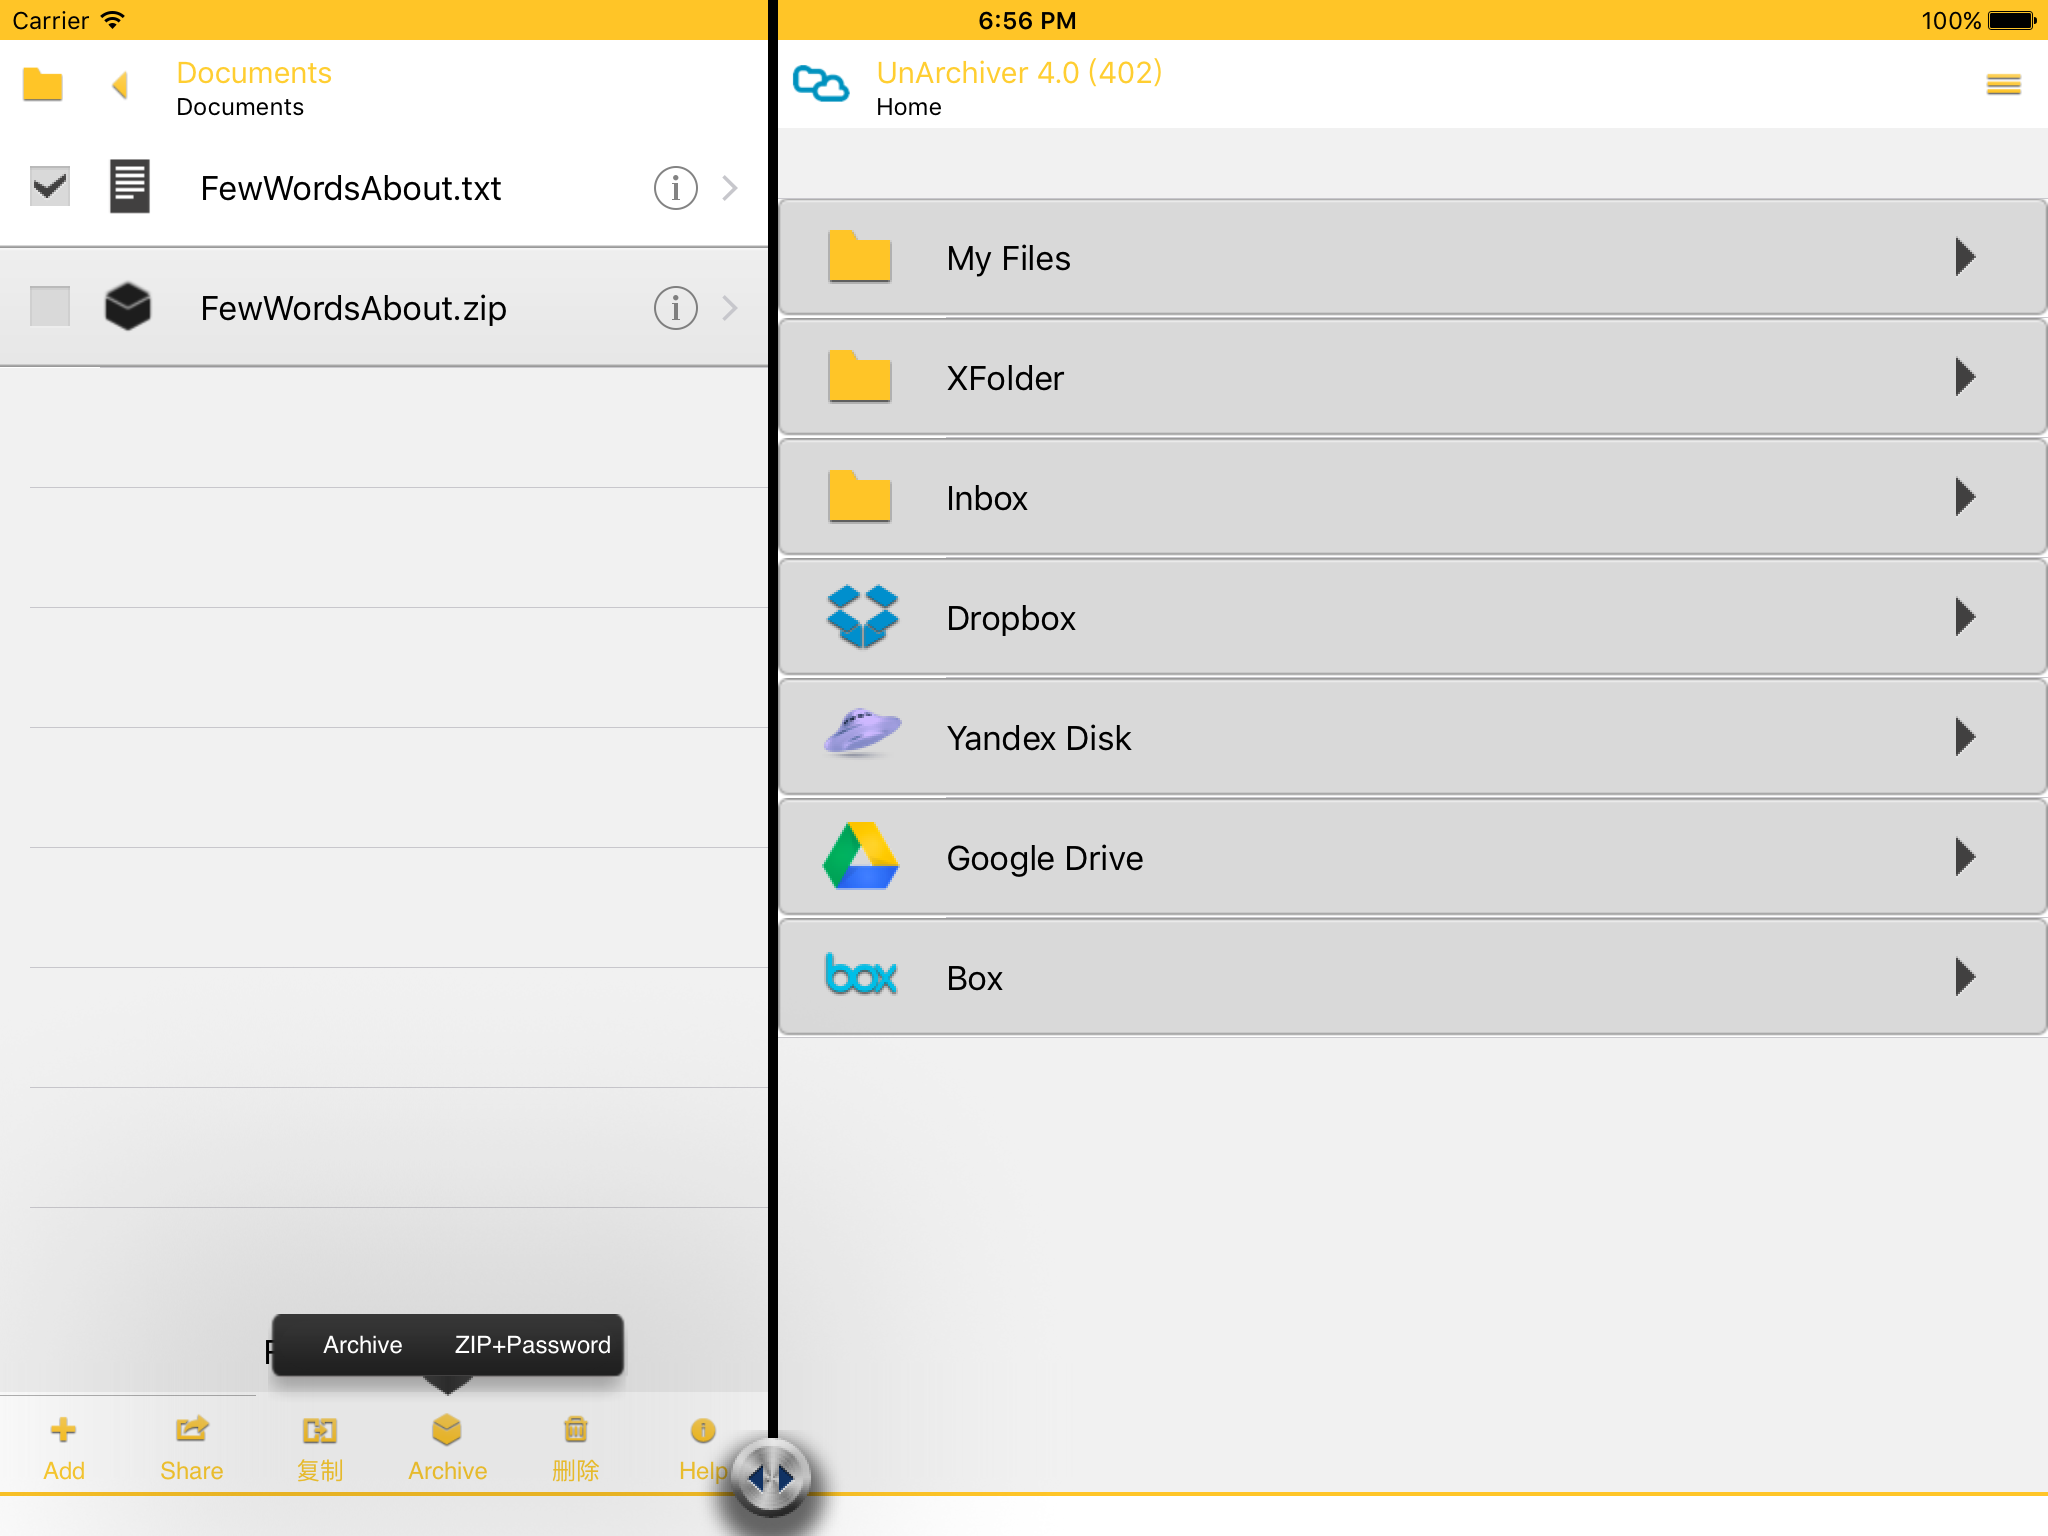 Carrier
6:56 PM
100%
Documents
Documents
FewWordsAbout.txt
FewWordsAbout.zip
Archive
ZIP+Password
Add
Share
复制
Archive
删除
Help
UnArchiver 4.0 (402)
Home
My Files
XFolder
Inbox
Dropbox
Yandex Disk
Google Drive
box
Box